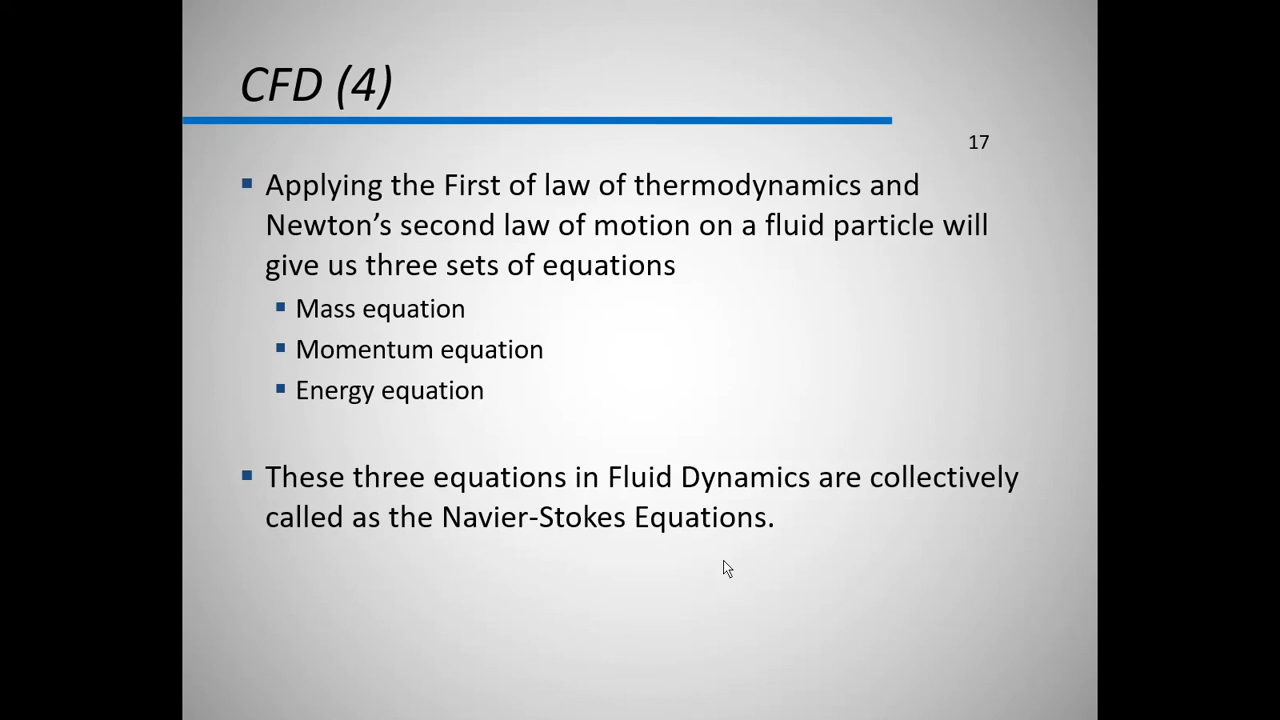 CFD (4)
17
Applying the First of law of thermodynamics and
Newton’s second law of motion on a fluid particle will
give us three sets of equations
Mass equation
Momentum equation
Energy equation
These three equations in Fluid Dynamics are collectively
called as the Navier-Stokes Equations.